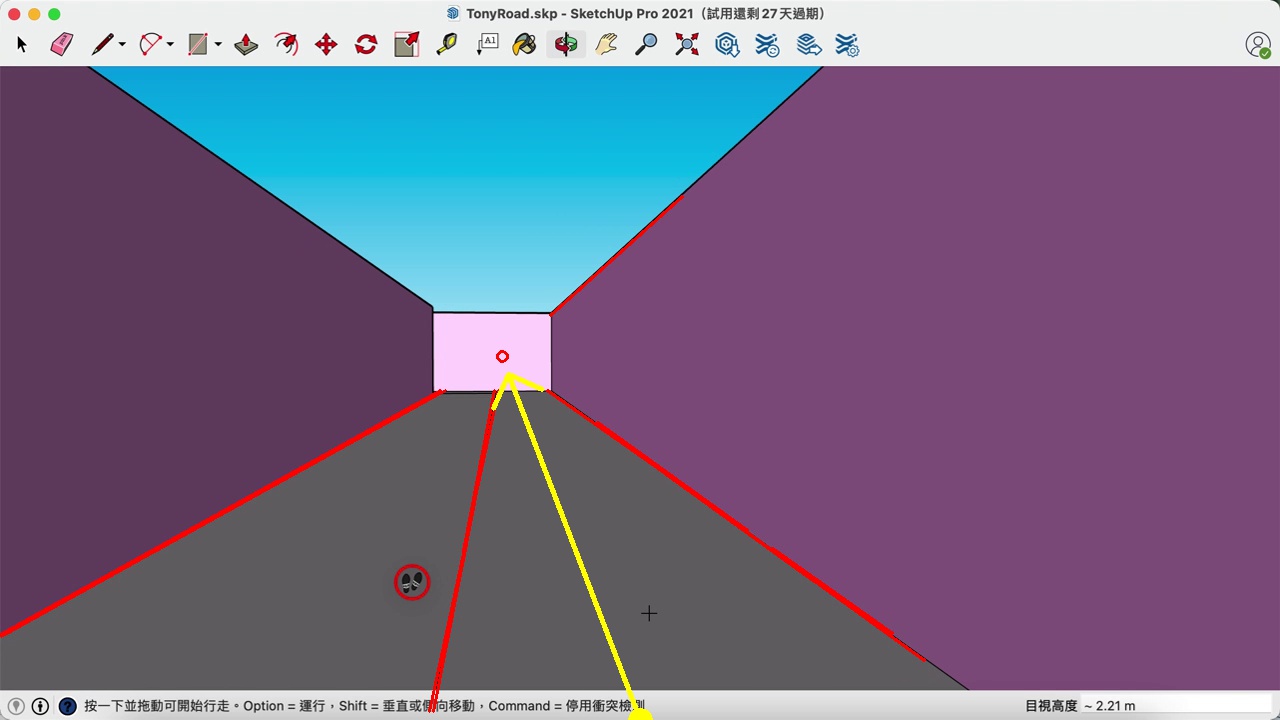 TonyRoad.skp - SketchUp Pro 2021（試用還剩 27 天過期）
A1
按一下並拖動可開始行走。Option = 運行，Shift = 垂直或側向移動，Command = 停用衝突檢測
目視高度 ~ 2.21 m